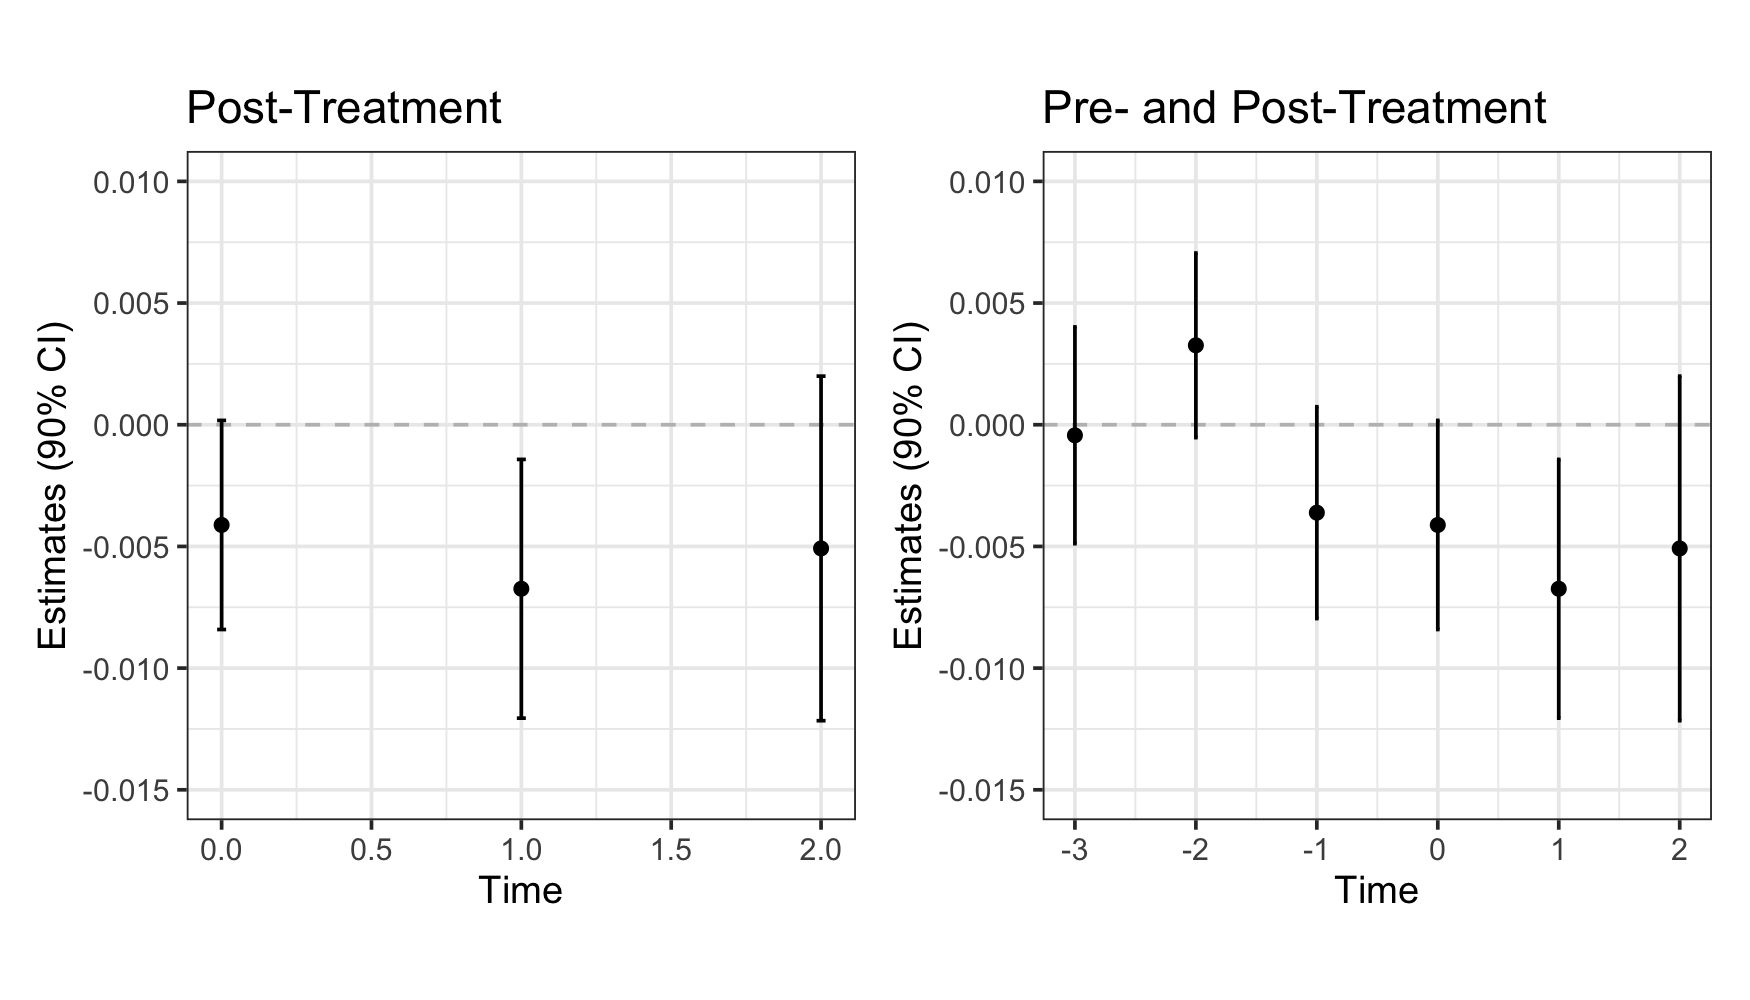 Post-Treatment
Estimates (90% CI)
0.010
0.005
0.000
-0.005
-0.010
-0.015
0.0 0.5 1.0 1.5 2.0
Time
Pre- and Post-Treatment
Estimates (90% CI)
0.010
0.005
0.000
-0.005
-0.010
-0.015
-3 -2 -1 0 1 2
Time